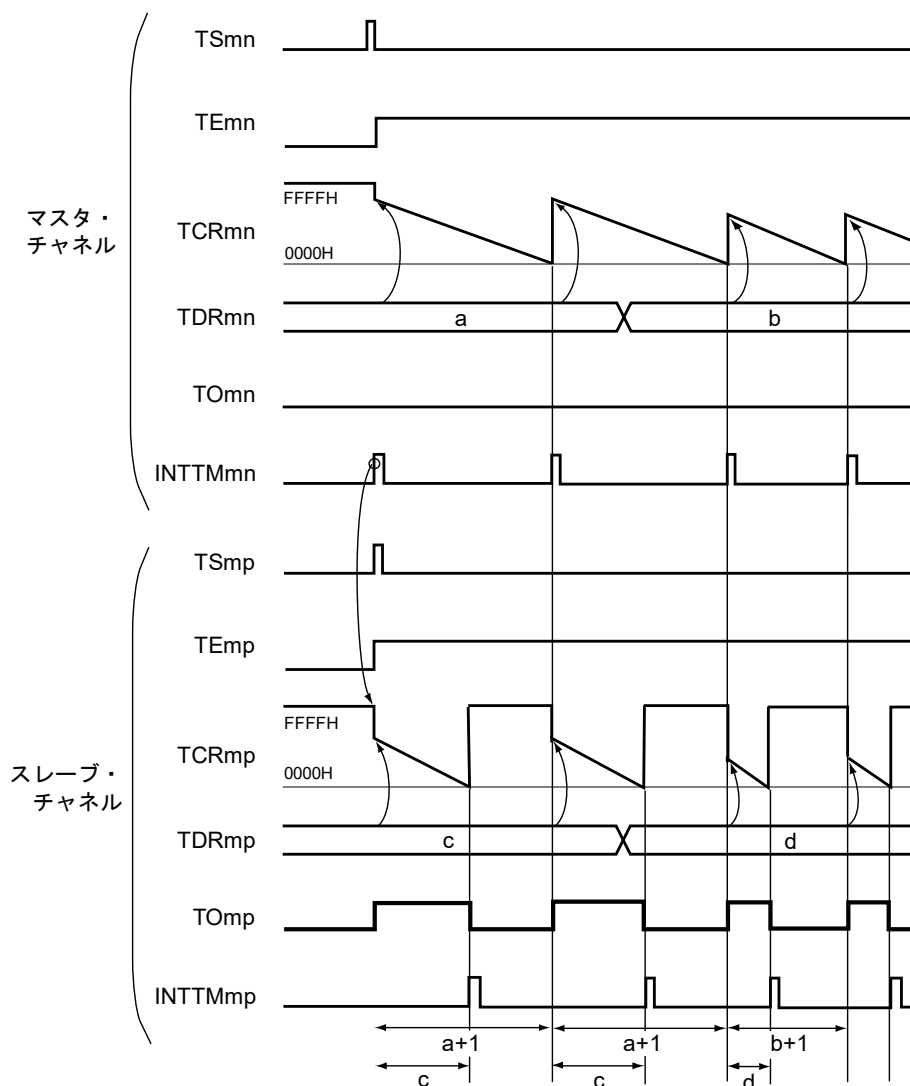 マスタ・
チャネル
TSmn
TEmn
FFFFH
TCRmn
0000H
TDRmn
a
b
TOmn
INTTMmn
スレーブ・
チャネル
TSmp
TEmp
FFFFH
TCRmp
0000H
TDRmp
c
d
TOmp
INTTMmp
a+1
a+1
b+1
c
c
d